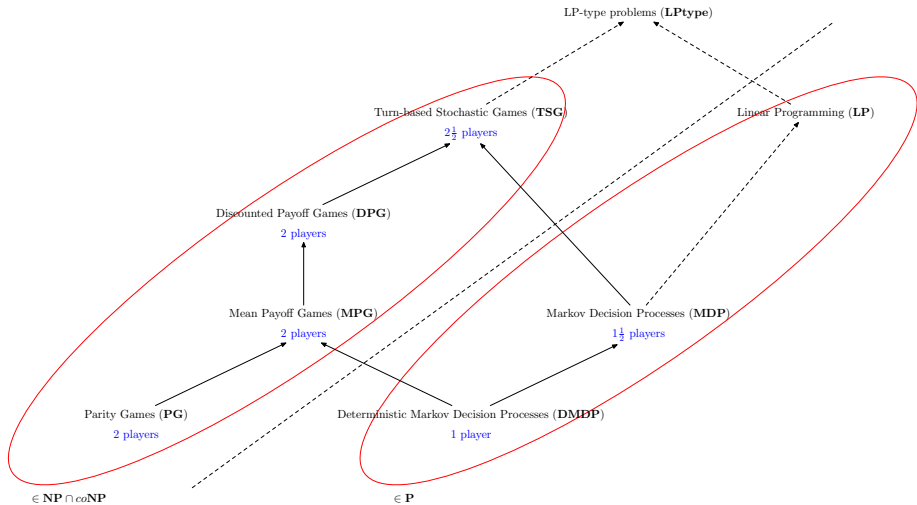 LP-type problems (LPtype)
Turn-based Stochastic Games (TSG)
2½ players
Linear Programming (LP)
Discounted Payoff Games (DPG)
2 players
Mean Payoff Games (MPG)
2 players
Markov Decision Processes (MDP)
1½ players
Parity Games (PG)
2 players
Deterministic Markov Decision Processes (DMDP)
1 player
∈ NP ∩ coNP
∈ P